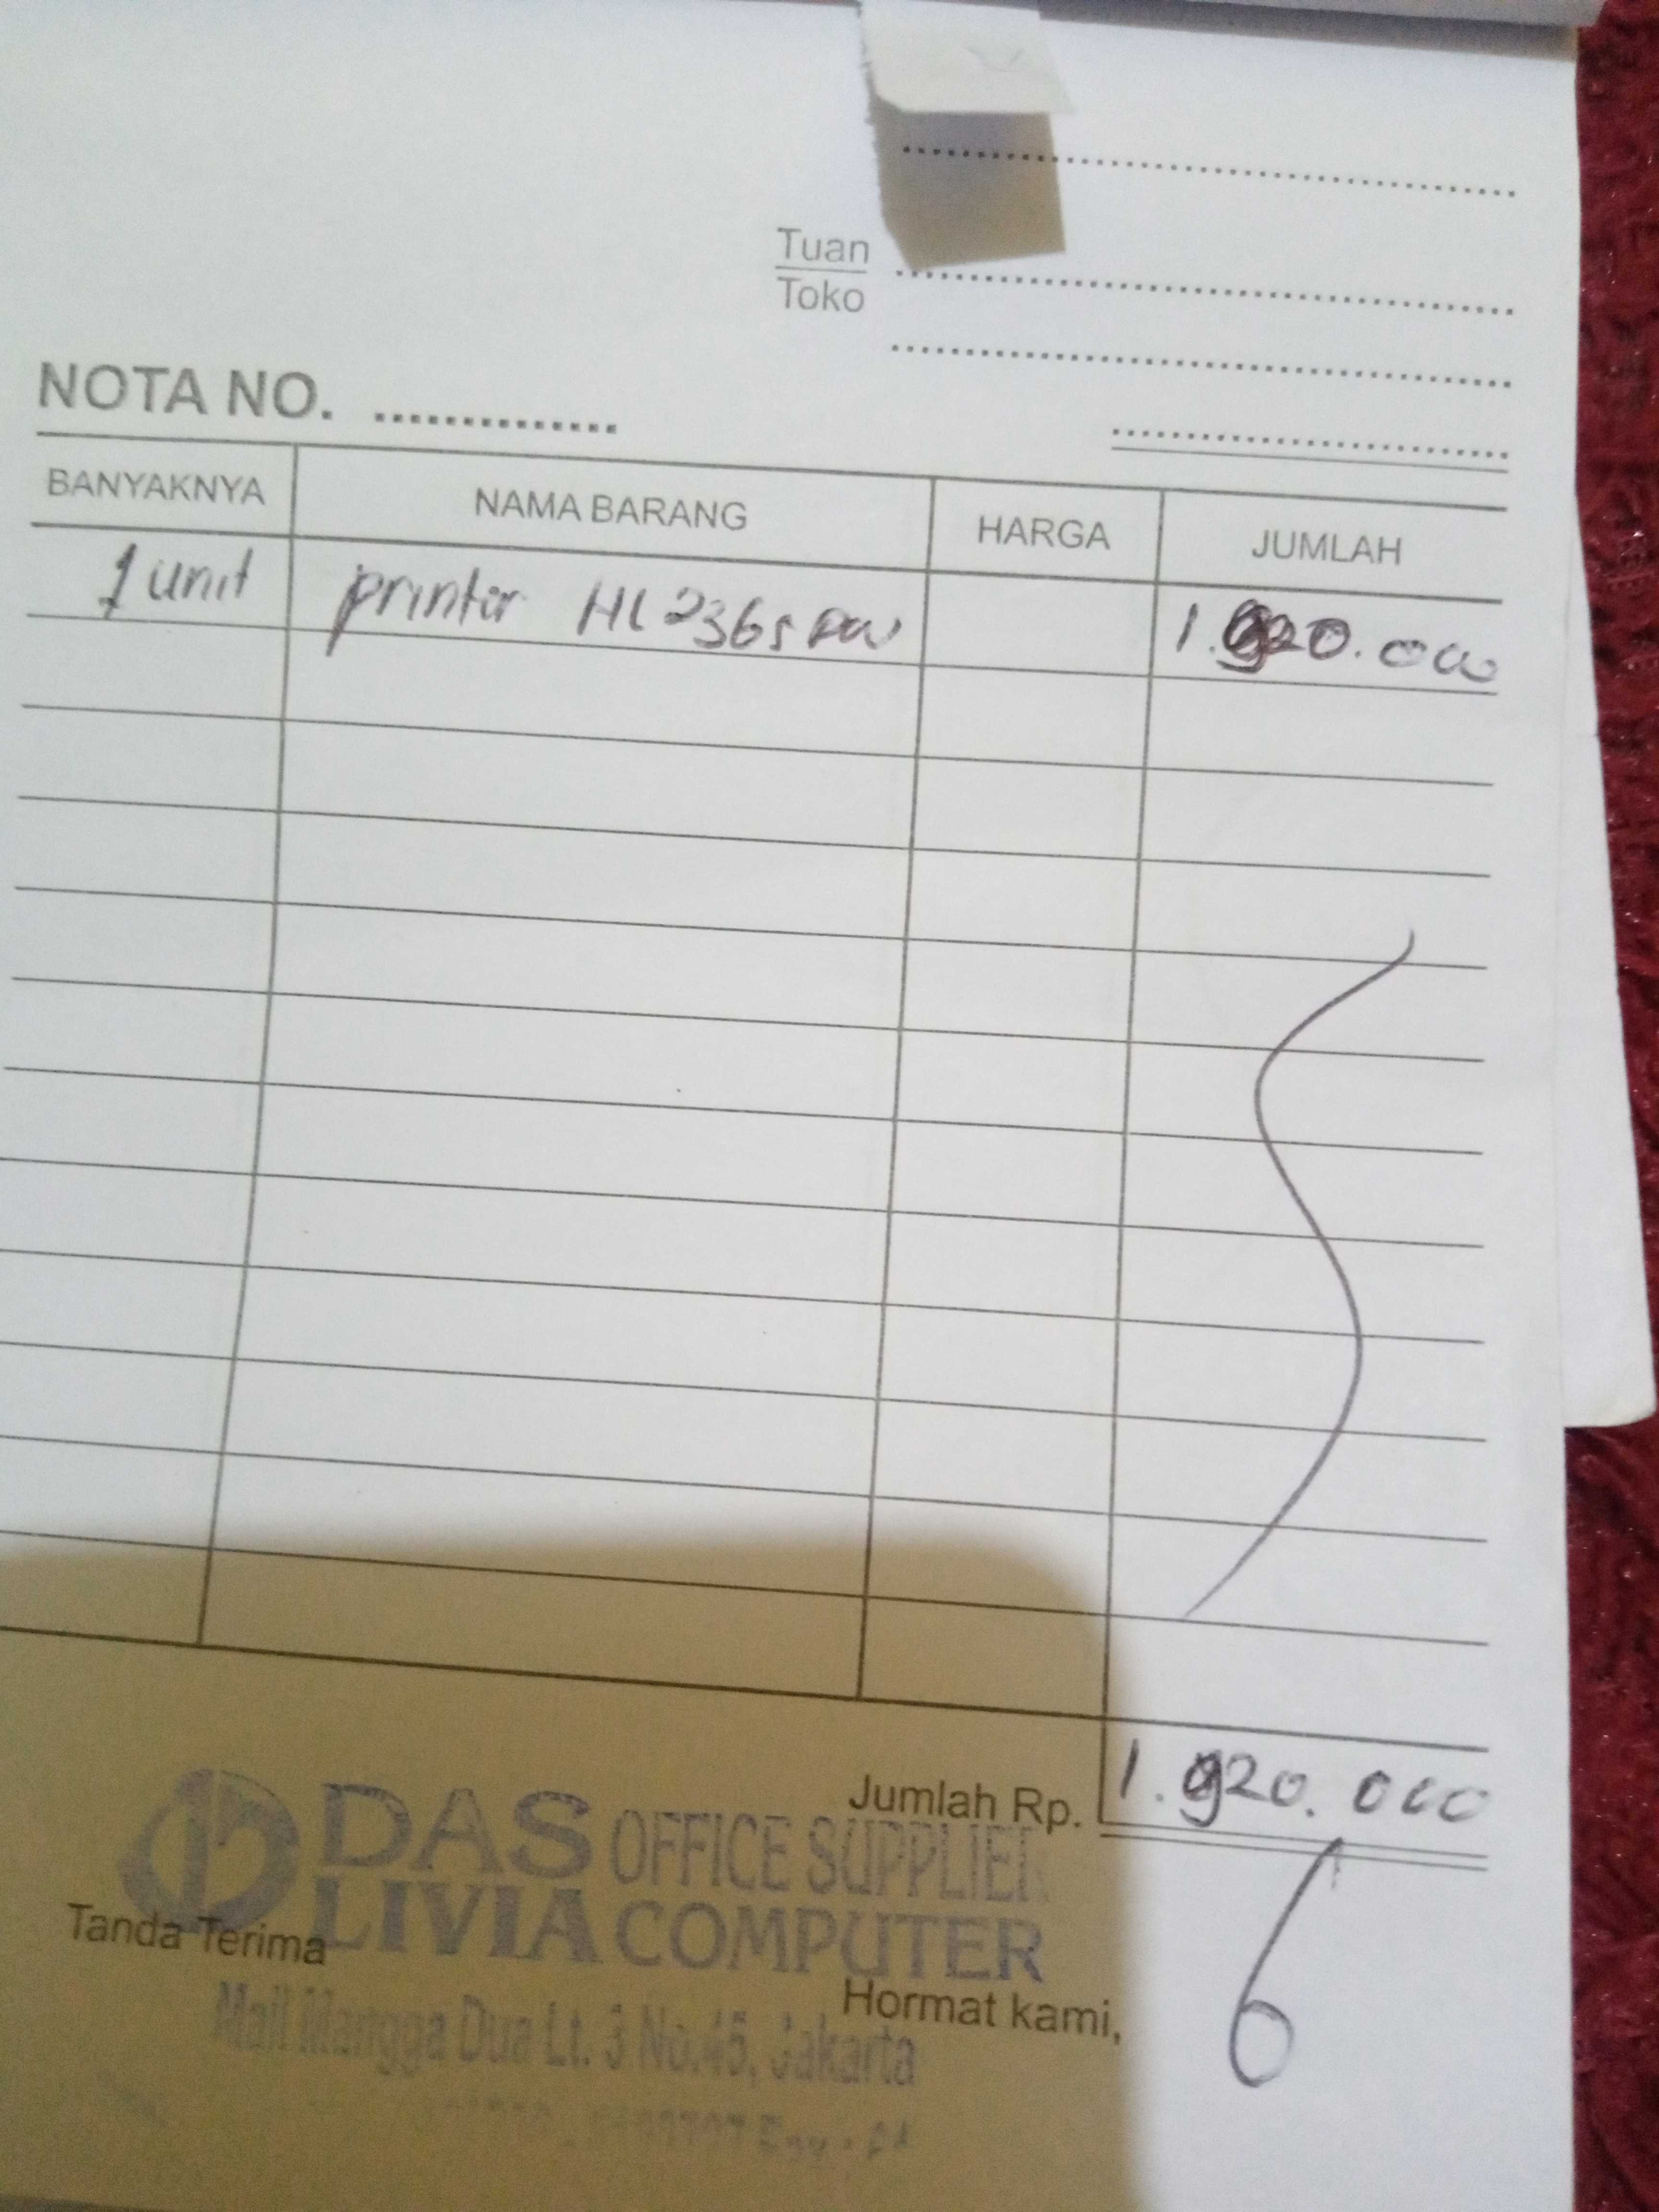 Tuan
Toko
NOTA NO. ..............
BANYAKNYA NAMA BARANG HARGA JUMLAH
1 unit printer HL 2365 DW 1.920.000
Jumlah Rp. 1.920.000
DAS OFFICE SUPPLIER
LIVIA COMPUTER
Tanda Terima
Hormat kami,
Mall Mangga Dua Lt. 3 No.45, Jakarta